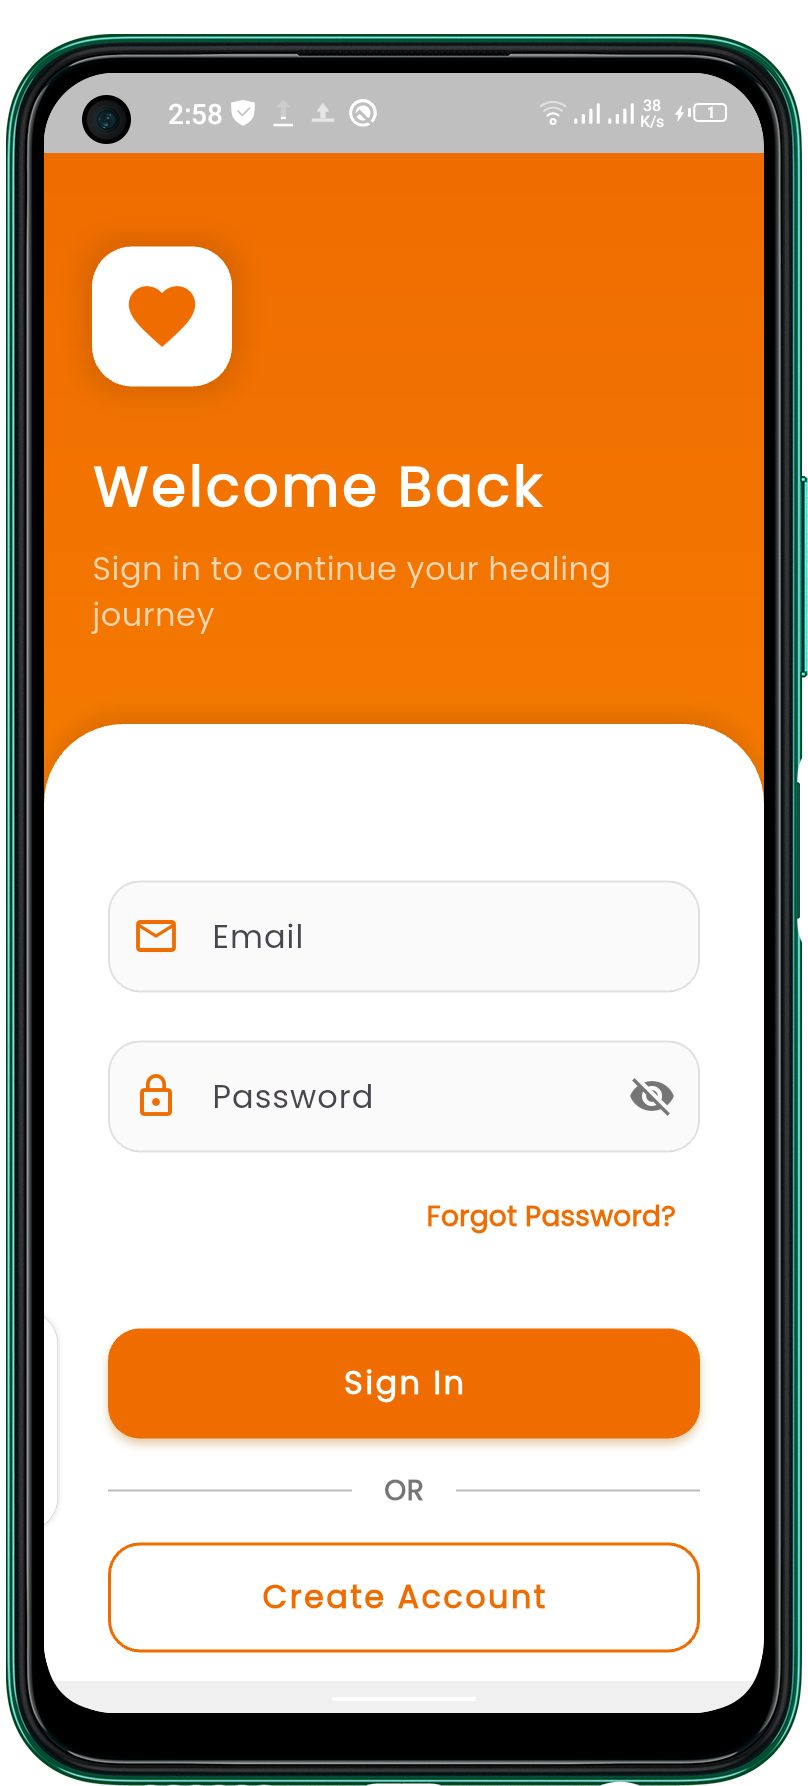 2:58 38 K/s 1
Welcome Back
Sign in to continue your healing
journey
Email
Password
Forgot Password?
Sign In
OR
Create Account